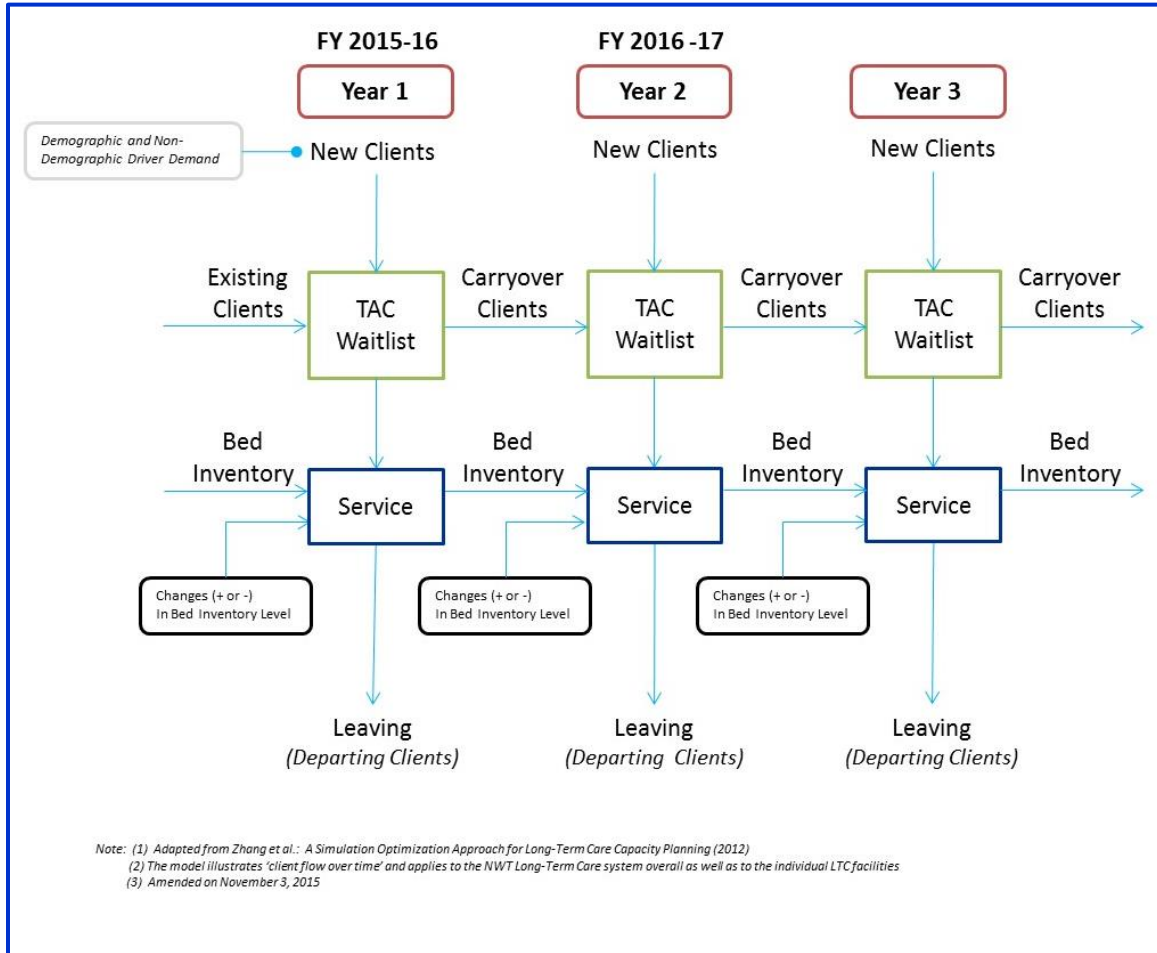 FY 2015-16
FY 2016 -17
Year 1
Year 2
Year 3
Demographic and Non-
Demographic Driver Demand
New Clients
New Clients
New Clients
Existing
Clients
TAC
Waitlist
Carryover
Clients
TAC
Waitlist
Carryover
Clients
TAC
Waitlist
Carryover
Clients
Bed
Inventory
Service
Bed
Inventory
Service
Bed
Inventory
Service
Bed
Inventory
Changes (+ or -)
In Bed Inventory Level
Changes (+ or -)
In Bed Inventory Level
Changes (+ or -)
In Bed Inventory Level
Leaving
(Departing Clients)
Leaving
(Departing Clients)
Leaving
(Departing Clients)
Note: (1) Adapted from Zhang et al.: A Simulation Optimization Approach for Long-Term Care Capacity Planning (2012)
(2) The model illustrates ‘client flow over time’ and applies to the NWT Long-Term Care system overall as well as to the individual LTC facilities
(3) Amended on November 3, 2015